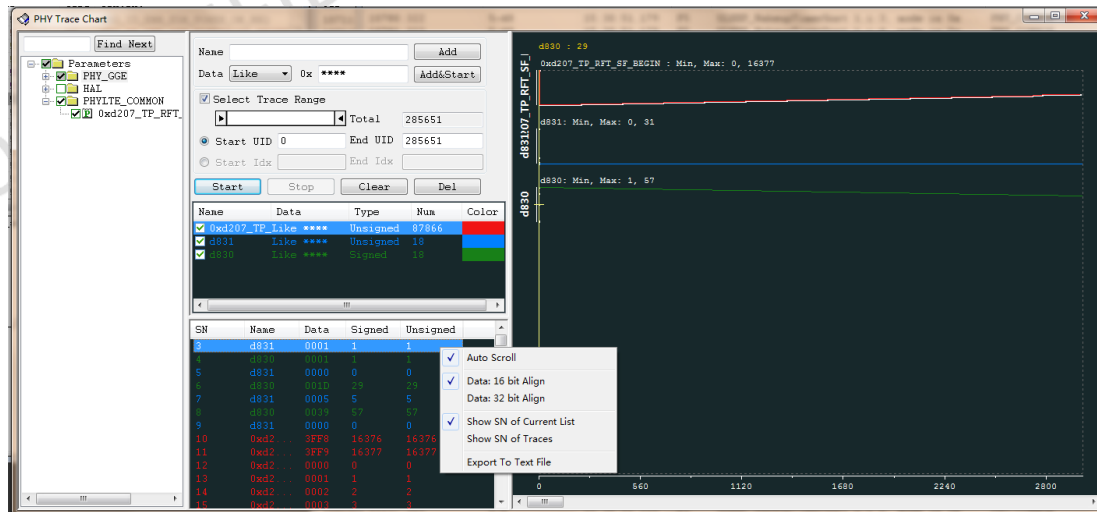 PHY Trace Chart
Find Next
Parameters
PHY_GGE
HAL
PHYLTE_COMMON
0xd207_TP_RFT_
Name
Add
Data Like 0x ****
Add&Start
Select Trace Range
Total 285651
Start UID 0 End UID 285651
Start Idx End Idx
Start Stop Clear Del
Name Data Type Num Color
0xd207_TP_Like **** Unsigned 87866
d831 Like **** Unsigned 18
d830 Like **** Signed 18
SN Name Data Signed Unsigned
3 d831 0001 1 1
4 d830 0001 1 1
5 d831 0000 0 0
6 d830 001D 29 29
7 d831 0005 5 5
8 d830 0039 57 57
9 d831 0000 0 0
10 0xd2... 3FF8 16376 16376
11 0xd2... 3FF9 16377 16377
12 0xd2... 0000 0 0
13 0xd2... 0001 1 1
14 0xd2... 0002 2 2
15 0xd2... 0003 3 3
Auto Scroll
Data: 16 bit Align
Data: 32 bit Align
Show SN of Current List
Show SN of Traces
Export To Text File
d830 : 29
0xd207_TP_RFT_SF_BEGIN : Min, Max: 0, 16377
d831: Min, Max: 0, 31
d830: Min, Max: 1, 57
d831
d830
0 560 1120 1680 2240 2800